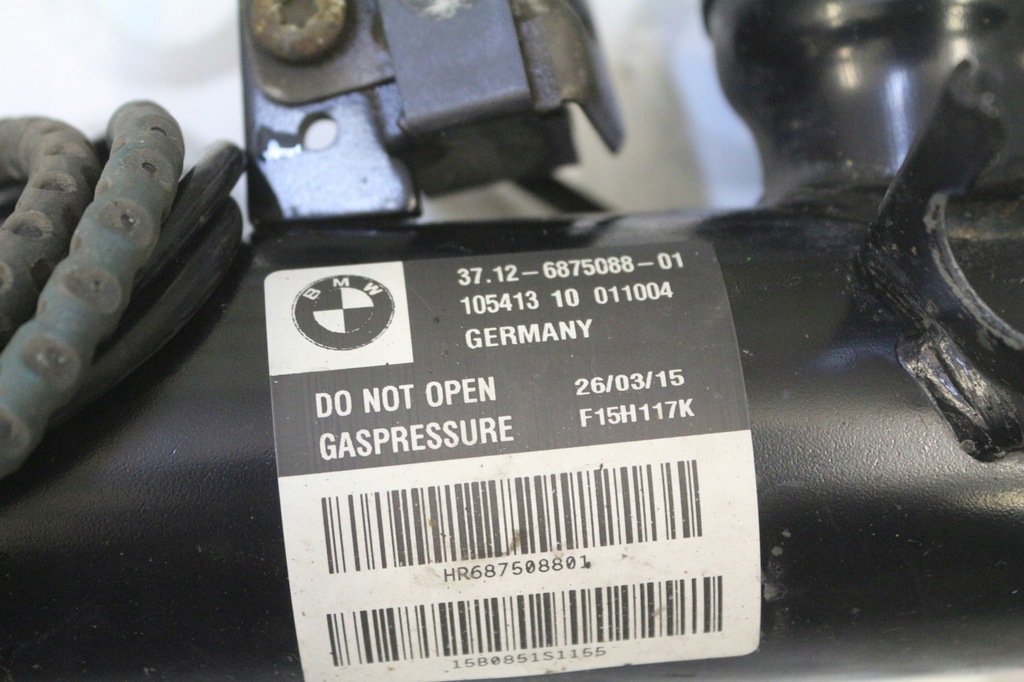 BMW
37.12-6875088-01
105413 10 011004
GERMANY
DO NOT OPEN
GASPRESSURE
26/03/15
F15H117K
HR687508801
15B0851S1155